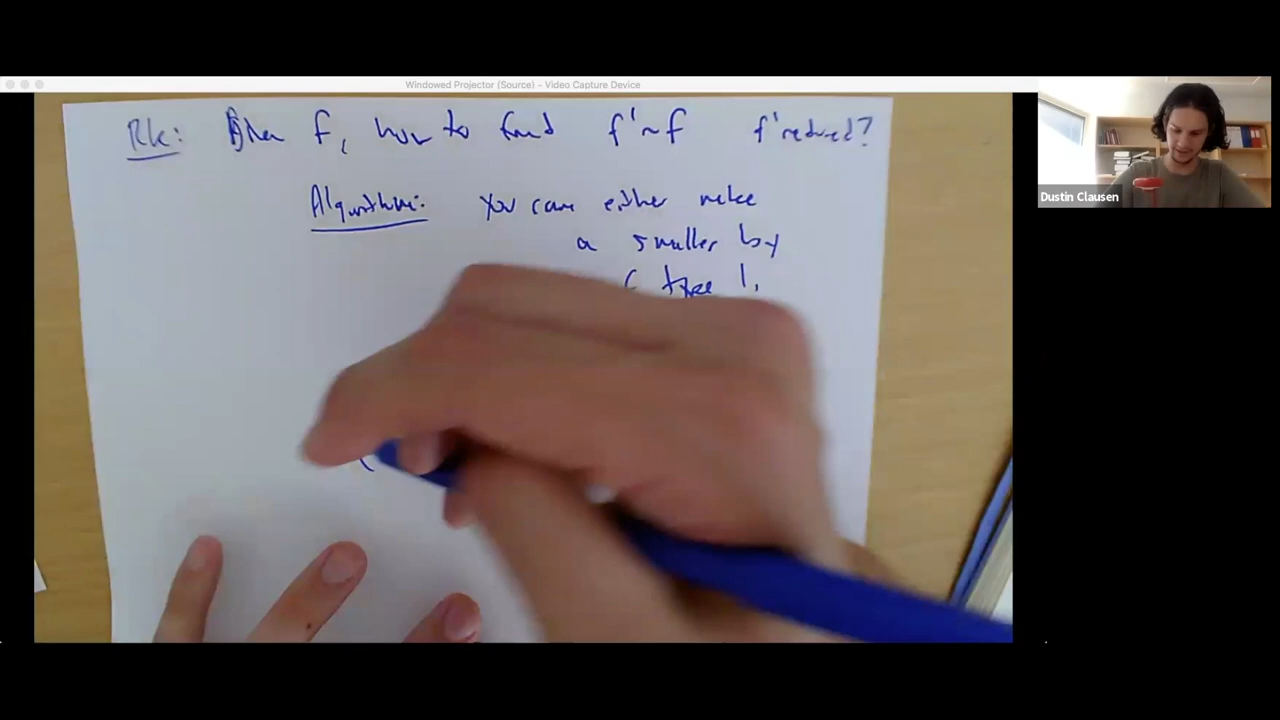 Windowed Projector (Source) - Video Capture Device
Rk: Given f, how to find f' ~ f f' reduced?
Algorithm: You can either make
a smaller by
type
Dustin Clausen